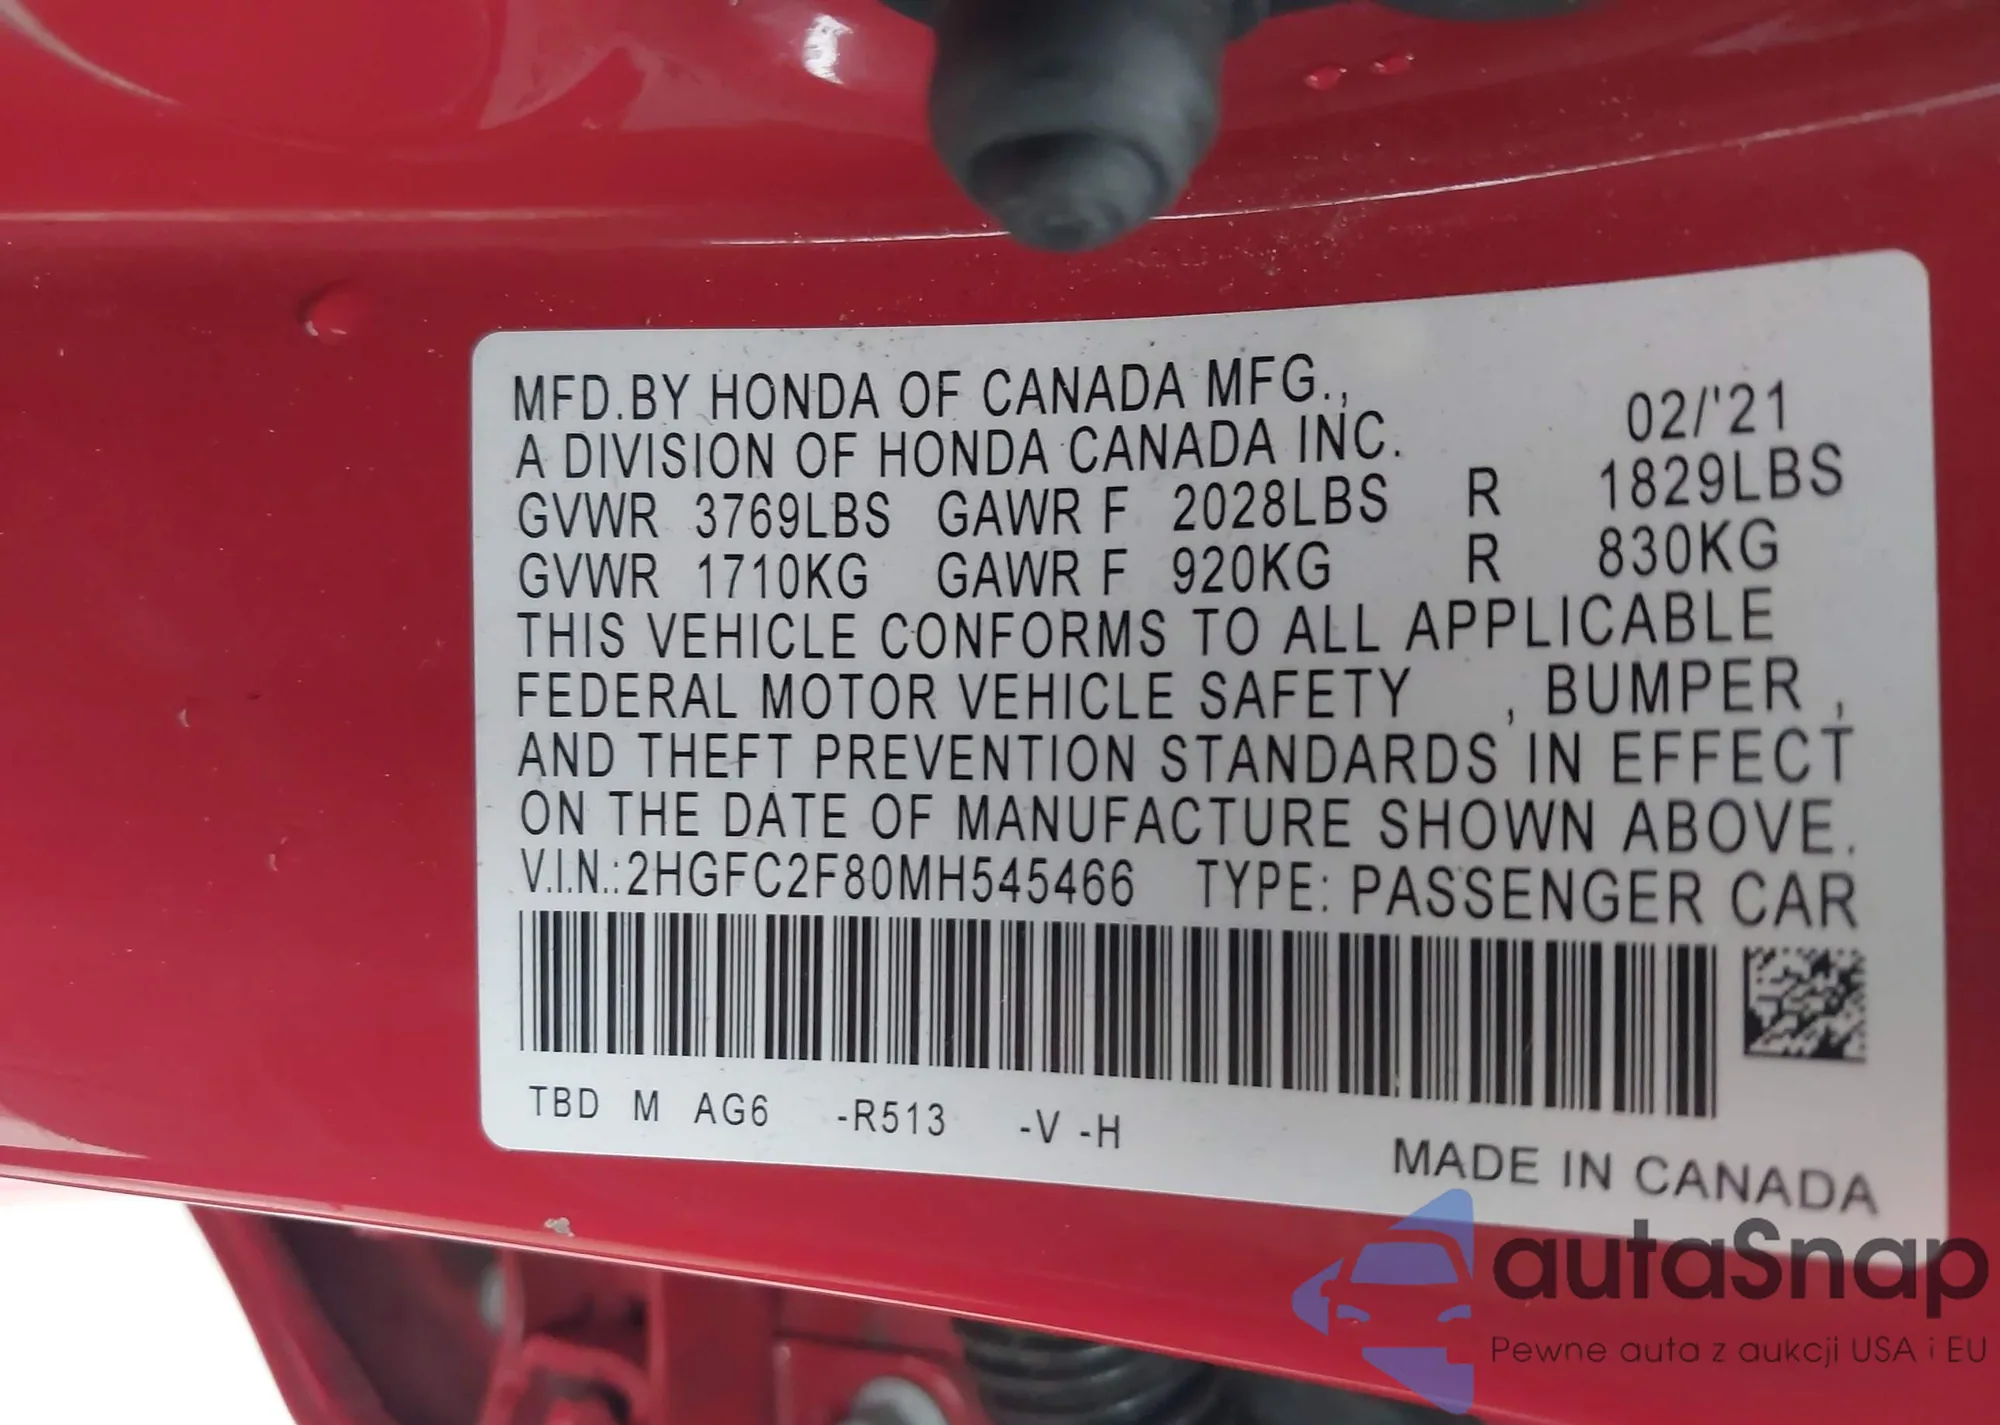 MFD.BY HONDA OF CANADA MFG., 02/'21
A DIVISION OF HONDA CANADA INC.
GVWR 3769LBS GAWR F 2028LBS R 1829LBS
GVWR 1710KG GAWR F 920KG R 830KG
THIS VEHICLE CONFORMS TO ALL APPLICABLE
FEDERAL MOTOR VEHICLE SAFETY , BUMPER ,
AND THEFT PREVENTION STANDARDS IN EFFECT
ON THE DATE OF MANUFACTURE SHOWN ABOVE.
V.I.N.:2HGFC2F80MH545466 TYPE: PASSENGER CAR
TBD M AG6 -R513 -V -H
MADE IN CANADA
autaSnap
Pewne auta z aukcji USA i EU